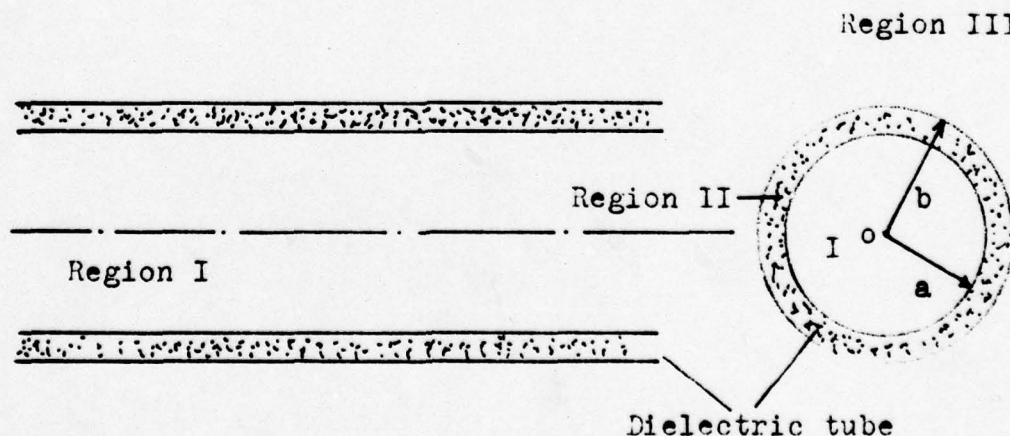 Region III
Region II
b
I
o
Region I
a
Dielectric tube